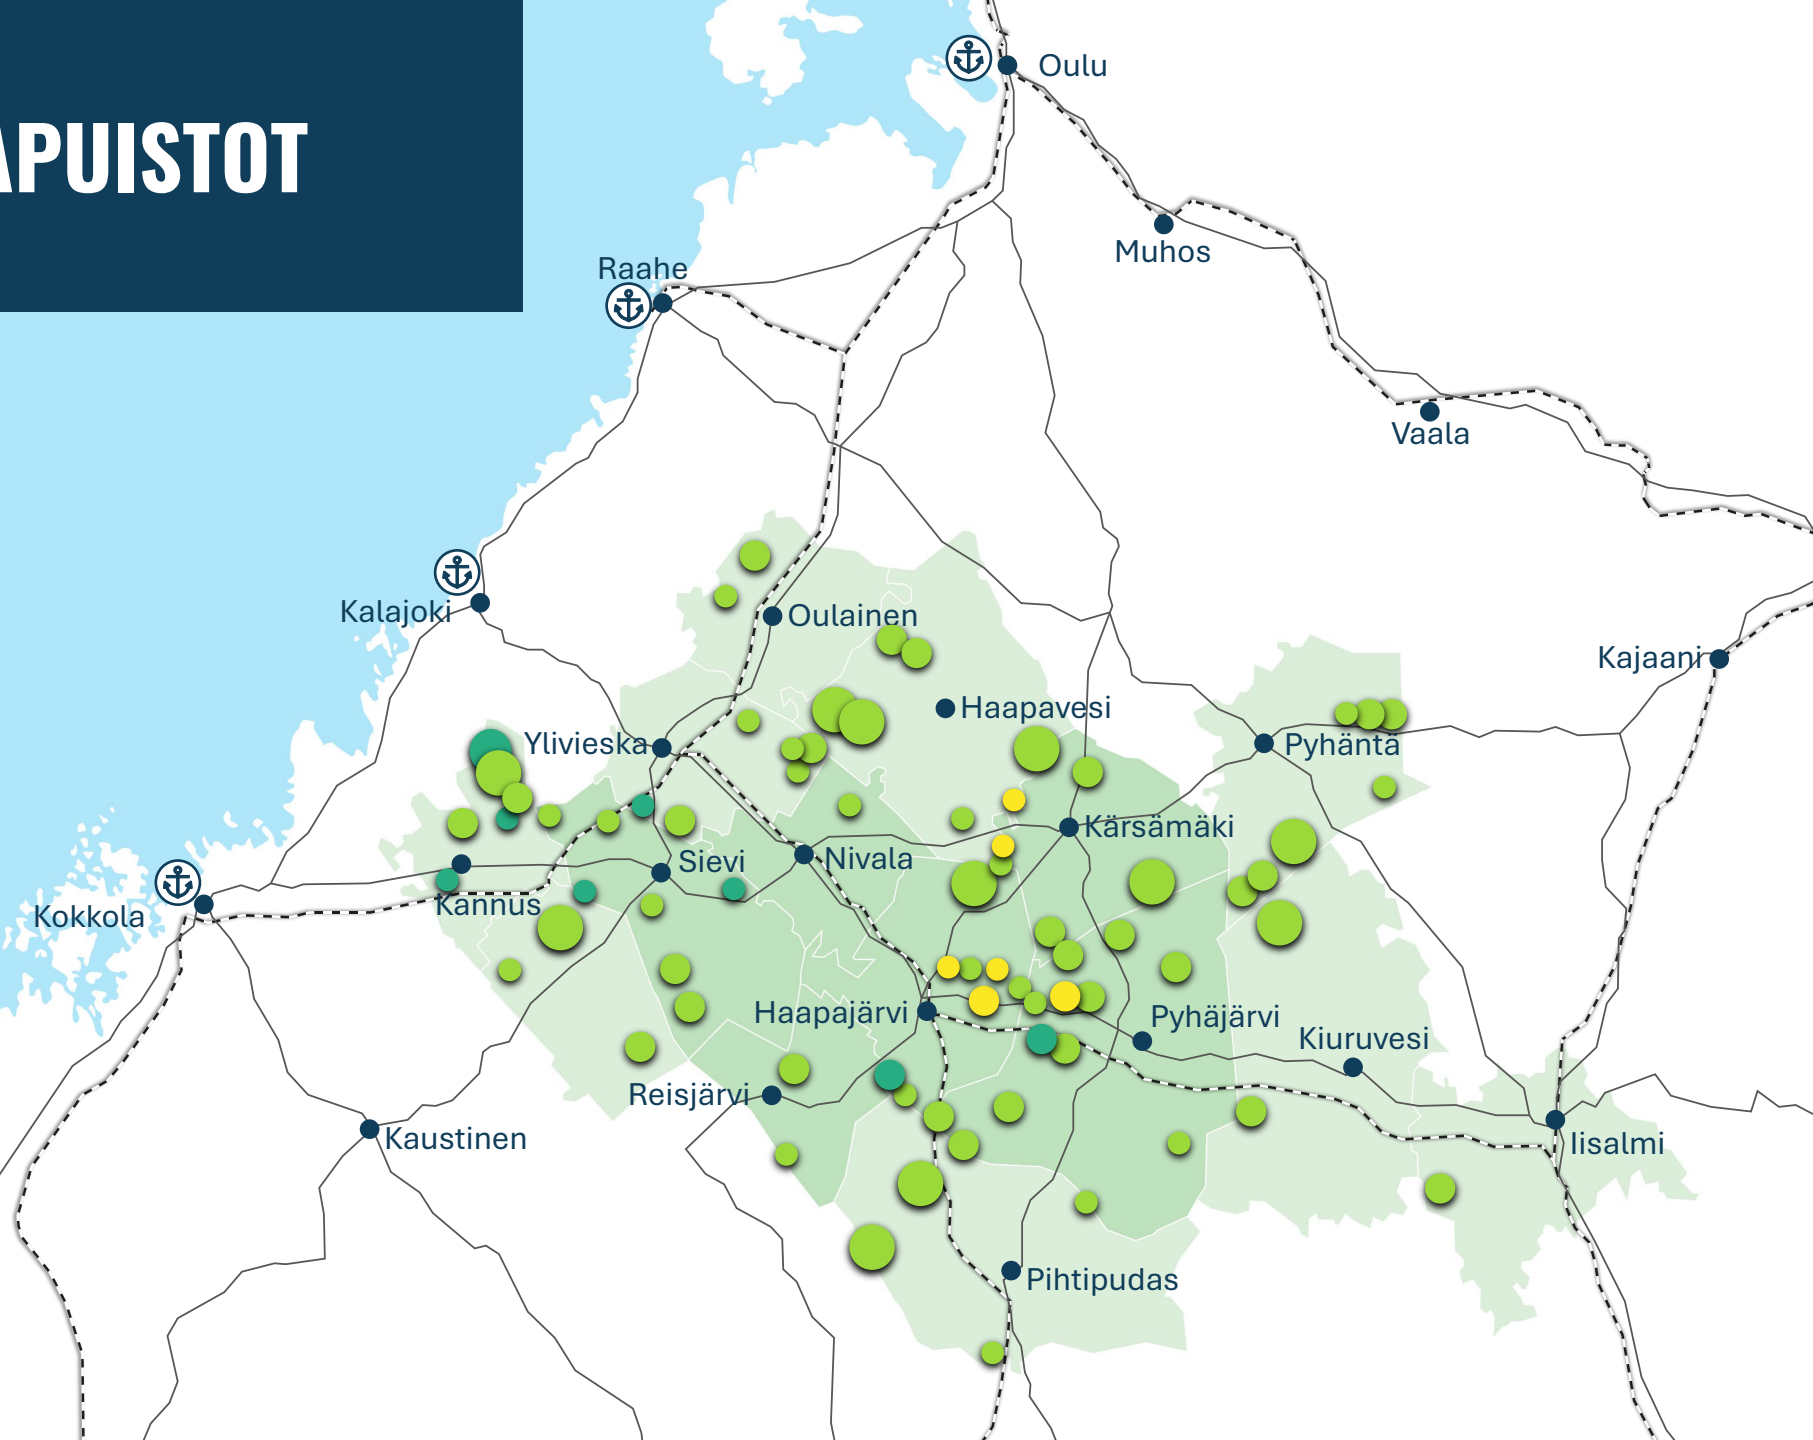 APUISTOT
Oulu
Muhos
Raahe
Vaala
Kalajoki
Oulainen
Kajaani
Haapavesi
Ylivieska
Pyhäntä
Kärsämäki
Sievi
Nivala
Kannus
Kokkola
Haapajärvi
Pyhäjärvi
Kiuruvesi
Reisjärvi
Kaustinen
Iisalmi
Pihtipudas